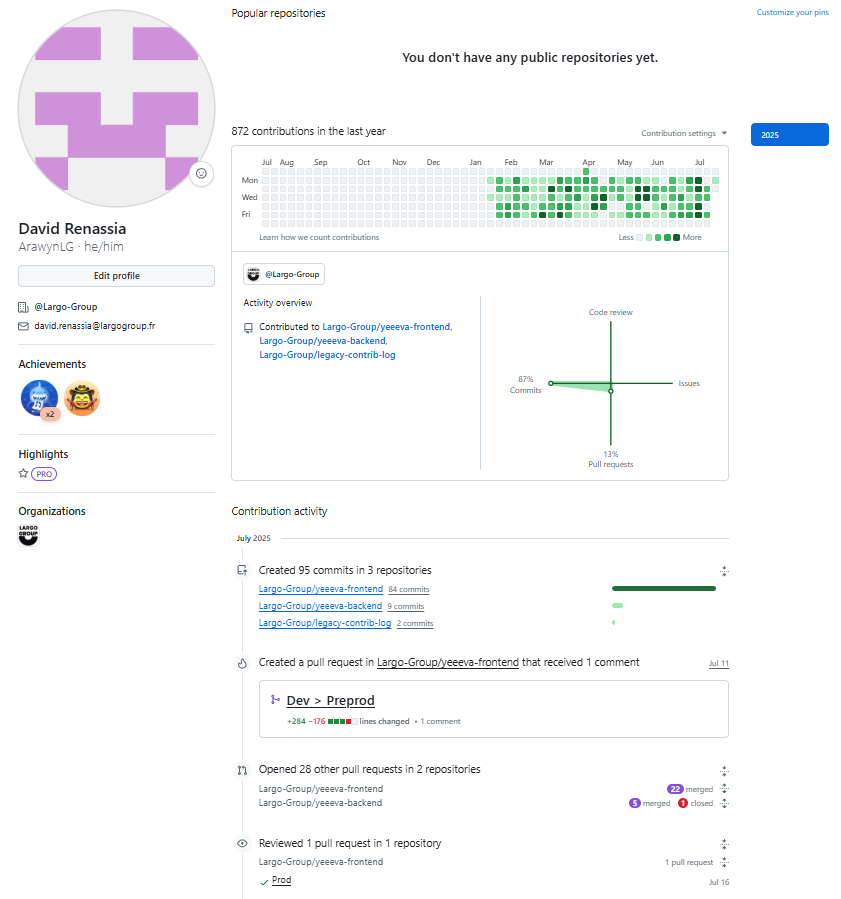 Popular repositories
Customize your pins
You don't have any public repositories yet.
872 contributions in the last year
Contribution settings
2025
Jul Aug Sep Oct Nov Dec Jan Feb Mar Apr May Jun Jul
Mon
Wed
Fri
Learn how we count contributions
Less More
David Renassia
ArawynLG · he/him
Edit profile
@Largo-Group
david.renassia@largogroup.fr
Achievements
x2
Highlights
PRO
Organizations
LARGO
GROUP
@Largo-Group
Activity overview
Contributed to Largo-Group/yeeeva-frontend,
Largo-Group/yeeeva-backend,
Largo-Group/legacy-contrib-log
Code review
87%
Commits
Issues
13%
Pull requests
Contribution activity
July 2025
Created 95 commits in 3 repositories
Largo-Group/yeeeva-frontend 84 commits
Largo-Group/yeeeva-backend 9 commits
Largo-Group/legacy-contrib-log 2 commits
Created a pull request in Largo-Group/yeeeva-frontend that received 1 comment
Jul 11
Dev > Preprod
+284 −176 lines changed • 1 comment
Opened 28 other pull requests in 2 repositories
Largo-Group/yeeeva-frontend 22 merged
Largo-Group/yeeeva-backend 5 merged 1 closed
Reviewed 1 pull request in 1 repository
Largo-Group/yeeeva-frontend 1 pull request
Prod Jul 16